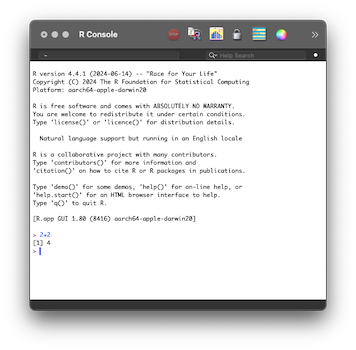 R Console
Help Search
R version 4.4.1 (2024-06-14) -- "Race for Your Life"
Copyright (C) 2024 The R Foundation for Statistical Computing
Platform: aarch64-apple-darwin20
R is free software and comes with ABSOLUTELY NO WARRANTY.
You are welcome to redistribute it under certain conditions.
Type 'license()' or 'licence()' for distribution details.
Natural language support but running in an English locale
R is a collaborative project with many contributors.
Type 'contributors()' for more information and
'citation()' on how to cite R or R packages in publications.
Type 'demo()' for some demos, 'help()' for on-line help, or
'help.start()' for an HTML browser interface to help.
Type 'q()' to quit R.
[R.app GUI 1.80 (8416) aarch64-apple-darwin20]
> 2+2
[1] 4
>